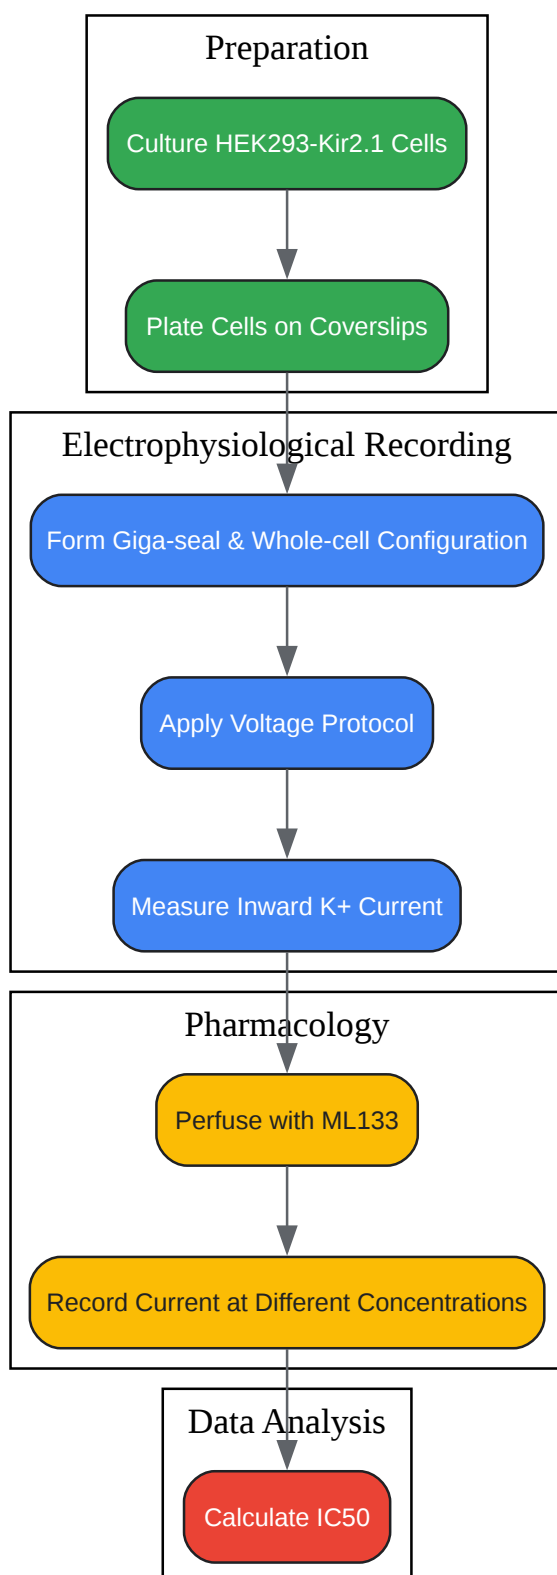 Preparation
Culture HEK293-Kir2.1 Cells
Plate Cells on Coverslips
Electrophysiological Recording
Form Giga-seal & Whole-cell Configuration
Apply Voltage Protocol
Measure Inward K+ Current
Pharmacology
Perfuse with ML133
Record Current at Different Concentrations
Data Analysis
Calculate IC50